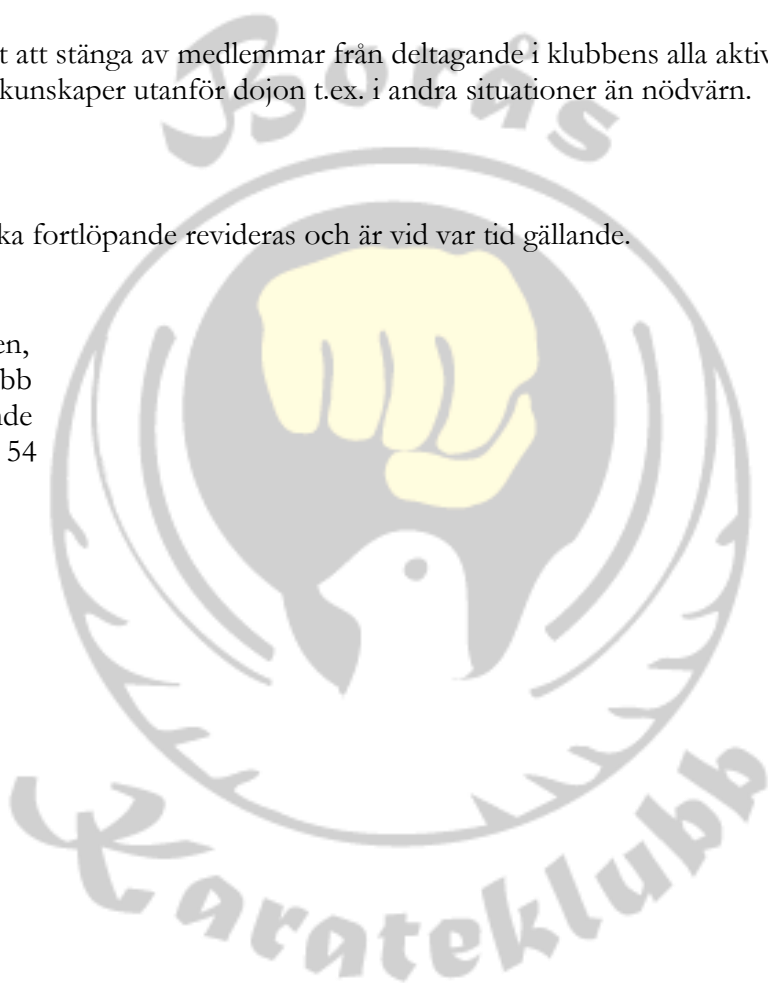 Borås
t att stänga av medlemmar från deltagande i klubbens alla aktiv
kunskaper utanför dojon t.ex. i andra situationer än nödvärn.
ka fortlöpande revideras och är vid var tid gällande.
en,
bb
nde
54
Karateklubb